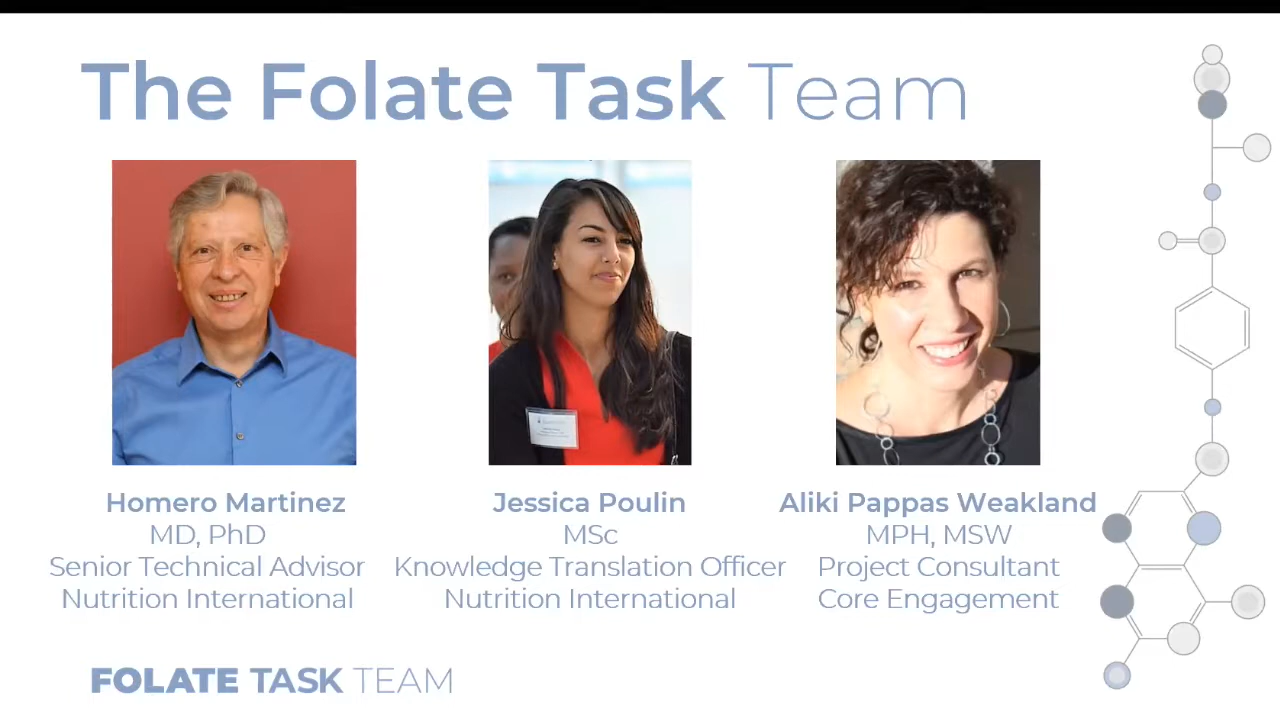 The Folate Task Team
Homero Martinez
MD, PhD
Senior Technical Advisor
Nutrition International
Jessica Poulin
MSc
Knowledge Translation Officer
Nutrition International
Aliki Pappas Weakland
MPH, MSW
Project Consultant
Core Engagement
FOLATE TASK TEAM